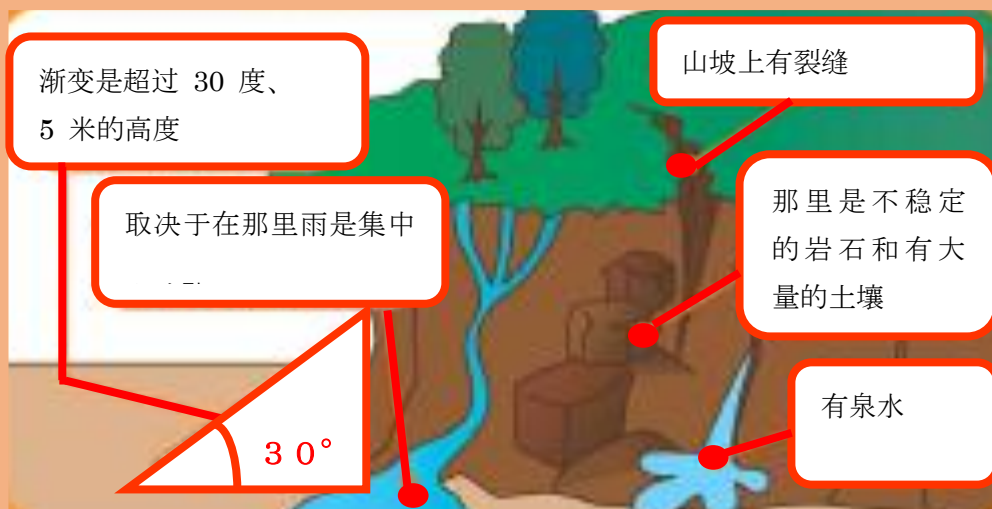 渐变是超过 30 度、
5 米的高度
山坡上有裂缝
取决于在那里雨是集中
那里是不稳定
的岩石和有大
量的土壤
有泉水
30°